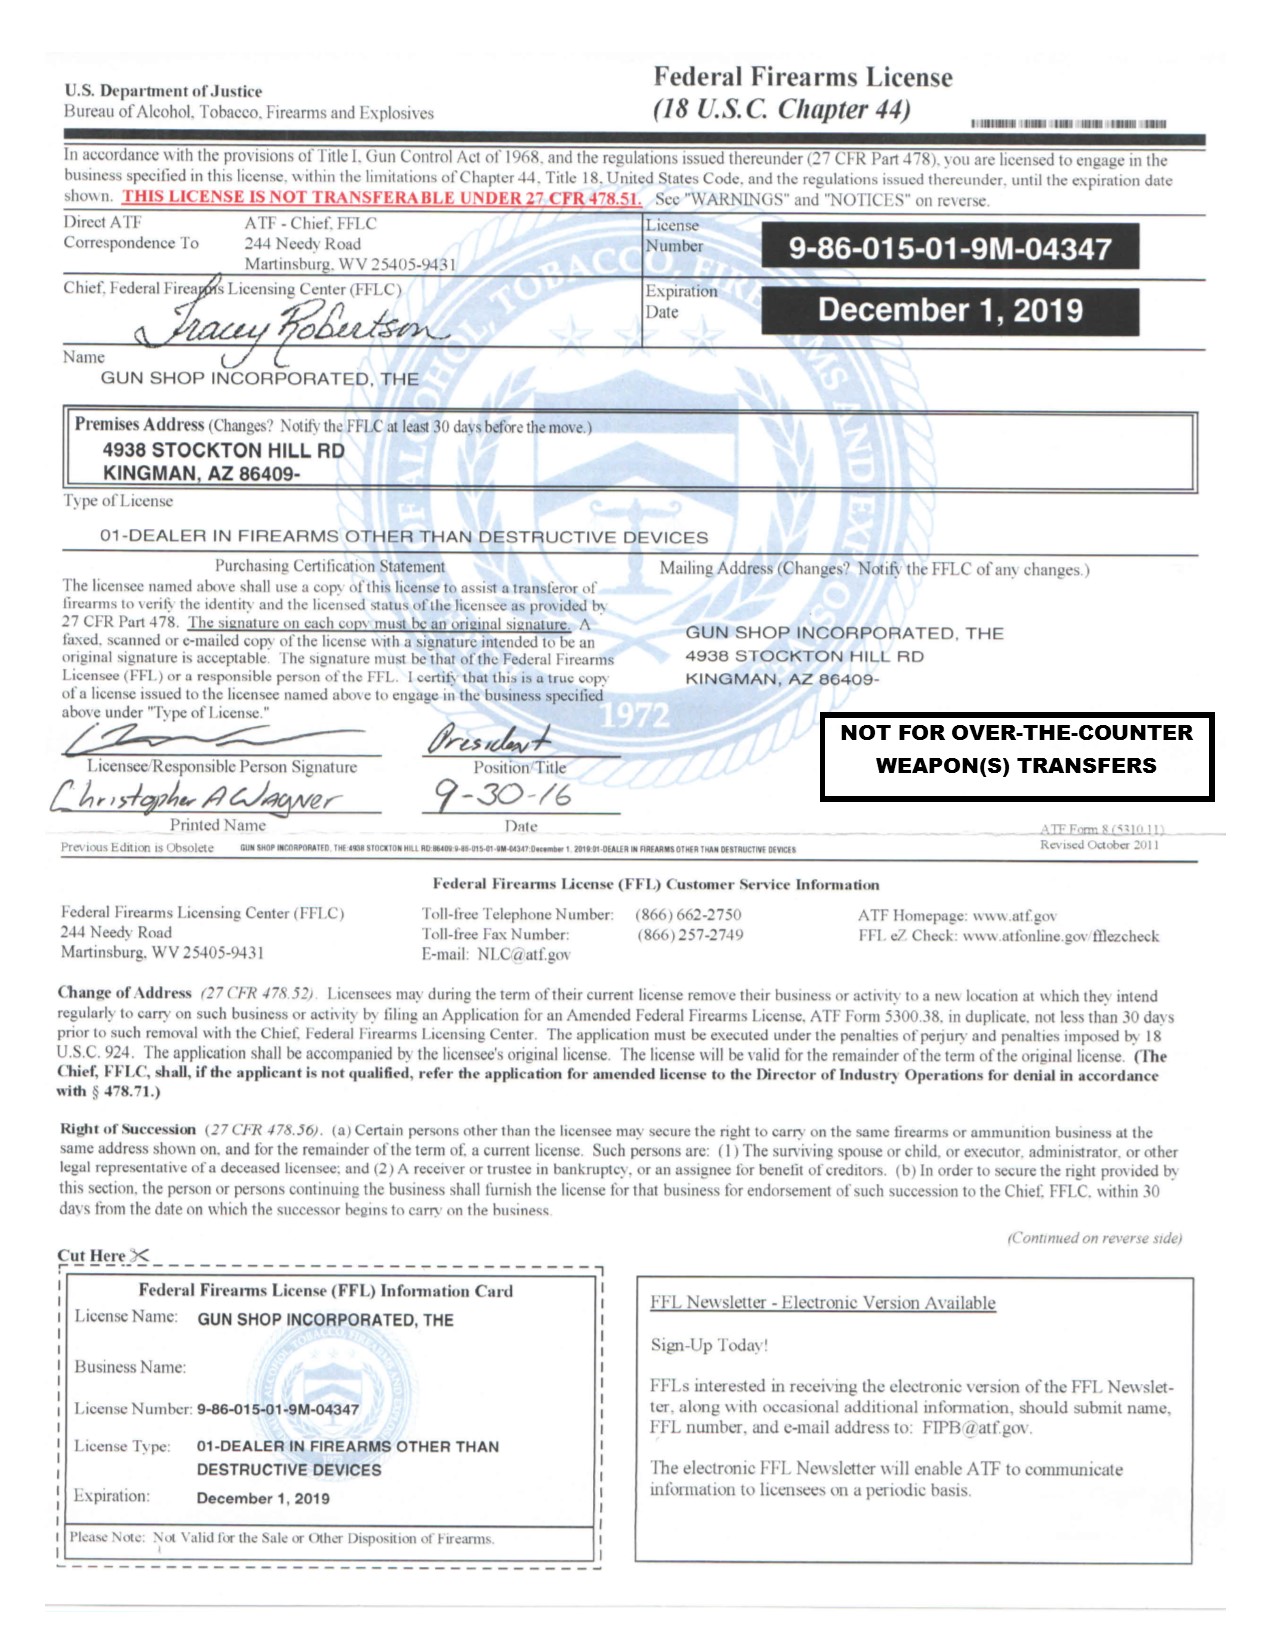 U.S. Department of Justice
Bureau of Alcohol, Tobacco, Firearms and Explosives
Federal Firearms License
(18 U.S.C. Chapter 44)
In accordance with the provisions of Title I, Gun Control Act of 1968, and the regulations issued thereunder (27 CFR Part 478), you are licensed to engage in the
business specified in this license, within the limitations of Chapter 44, Title 18, United States Code, and the regulations issued thereunder, until the expiration date
shown. THIS LICENSE IS NOT TRANSFERABLE UNDER 27 CFR 478.51. See "WARNINGS" and "NOTICES" on reverse.
Direct ATF
Correspondence To
ATF - Chief, FFLC
244 Needy Road
Martinsburg, WV 25405-9431
License
Number
9-86-015-01-9M-04347
Chief, Federal Firearms Licensing Center (FFLC)
Tracey Robertson
Expiration
Date
December 1, 2019
Name
GUN SHOP INCORPORATED, THE
Premises Address (Changes? Notify the FFLC at least 30 days before the move.)
4938 STOCKTON HILL RD
KINGMAN, AZ 86409-
Type of License
01-DEALER IN FIREARMS OTHER THAN DESTRUCTIVE DEVICES
Purchasing Certification Statement
The licensee named above shall use a copy of this license to assist a transferor of
firearms to verify the identity and the licensed status of the licensee as provided by
27 CFR Part 478. The signature on each copy must be an original signature. A
faxed, scanned or e-mailed copy of the license with a signature intended to be an
original signature is acceptable. The signature must be that of the Federal Firearms
Licensee (FFL) or a responsible person of the FFL. I certify that this is a true copy
of a license issued to the licensee named above to engage in the business specified
above under "Type of License."
Mailing Address (Changes? Notify the FFLC of any changes.)
GUN SHOP INCORPORATED, THE
4938 STOCKTON HILL RD
KINGMAN, AZ 86409-
1972
NOT FOR OVER-THE-COUNTER
WEAPON(S) TRANSFERS
President
Licensee/Responsible Person Signature
Position/Title
Christopher A Wagner
9-30-16
Printed Name
Date
ATF Form 8 (5310.11)
Revised October 2011
Previous Edition is Obsolete
GUN SHOP INCORPORATED, THE:4938 STOCKTON HILL RD:86409:9-86-015-01-9M-04347:December 1, 2019:01-DEALER IN FIREARMS OTHER THAN DESTRUCTIVE DEVICES
Federal Firearms License (FFL) Customer Service Information
Federal Firearms Licensing Center (FFLC)
244 Needy Road
Martinsburg, WV 25405-9431
Toll-free Telephone Number: (866) 662-2750
Toll-free Fax Number: (866) 257-2749
E-mail: NLC@atf.gov
ATF Homepage: www.atf.gov
FFL eZ Check: www.atfonline.gov/fflezcheck
Change of Address (27 CFR 478.52). Licensees may during the term of their current license remove their business or activity to a new location at which they intend
regularly to carry on such business or activity by filing an Application for an Amended Federal Firearms License, ATF Form 5300.38, in duplicate, not less than 30 days
prior to such removal with the Chief, Federal Firearms Licensing Center. The application must be executed under the penalties of perjury and penalties imposed by 18
U.S.C. 924. The application shall be accompanied by the licensee's original license. The license will be valid for the remainder of the term of the original license. (The
Chief, FFLC, shall, if the applicant is not qualified, refer the application for amended license to the Director of Industry Operations for denial in accordance
with § 478.71.)
Right of Succession (27 CFR 478.56). (a) Certain persons other than the licensee may secure the right to carry on the same firearms or ammunition business at the
same address shown on, and for the remainder of the term of, a current license. Such persons are: (1) The surviving spouse or child, or executor, administrator, or other
legal representative of a deceased licensee; and (2) A receiver or trustee in bankruptcy, or an assignee for benefit of creditors. (b) In order to secure the right provided by
this section, the person or persons continuing the business shall furnish the license for that business for endorsement of such succession to the Chief, FFLC, within 30
days from the date on which the successor begins to carry on the business.
(Continued on reverse side)
Cut Here
Federal Firearms License (FFL) Information Card
License Name: GUN SHOP INCORPORATED, THE
Business Name:
License Number: 9-86-015-01-9M-04347
License Type: 01-DEALER IN FIREARMS OTHER THAN
DESTRUCTIVE DEVICES
Expiration: December 1, 2019
Please Note: Not Valid for the Sale or Other Disposition of Firearms.
FFL Newsletter - Electronic Version Available
Sign-Up Today!
FFLs interested in receiving the electronic version of the FFL Newslet-
ter, along with occasional additional information, should submit name,
FFL number, and e-mail address to: FIPB@atf.gov.
The electronic FFL Newsletter will enable ATF to communicate
information to licensees on a periodic basis.